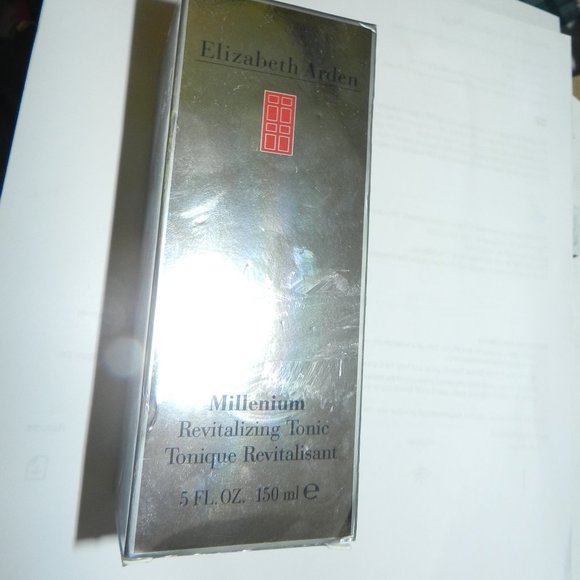 Elizabeth Arden
Millenium
Revitalizing Tonic
Tonique Revitalisant
5 FL.OZ. 150 ml ℮